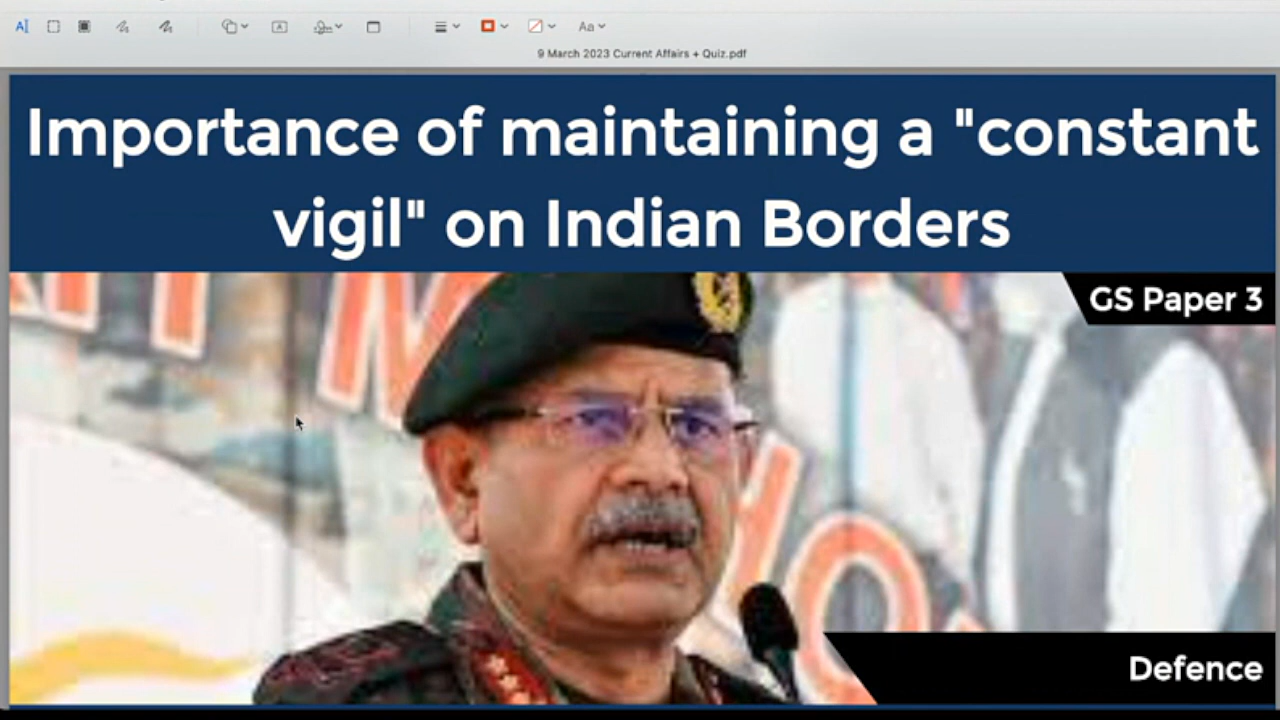 9 March 2023 Current Affairs + Quiz.pdf
Importance of maintaining a "constant
vigil" on Indian Borders
GS Paper 3
Defence
Aa
A